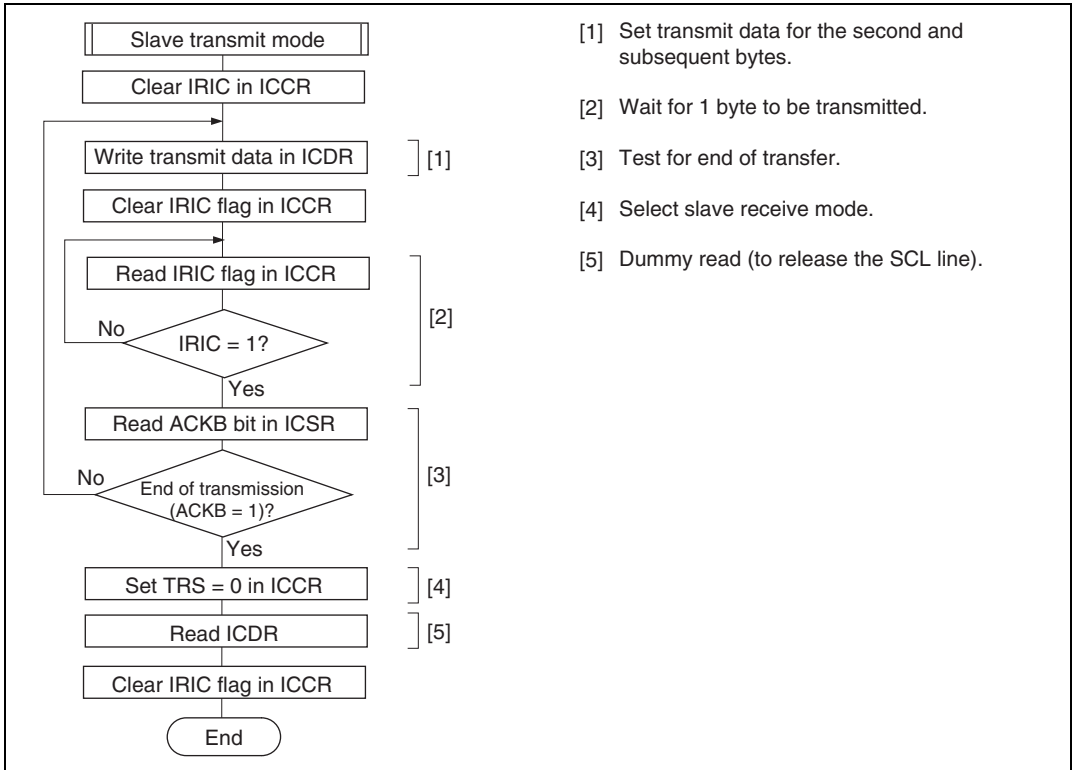 Slave transmit mode
Clear IRIC in ICCR
Write transmit data in ICDR
[1]
Clear IRIC flag in ICCR
Read IRIC flag in ICCR
[2]
No
IRIC = 1?
Yes
Read ACKB bit in ICSR
[3]
No
End of transmission
(ACKB = 1)?
Yes
Set TRS = 0 in ICCR
[4]
Read ICDR
[5]
Clear IRIC flag in ICCR
End
[1] Set transmit data for the second and
subsequent bytes.
[2] Wait for 1 byte to be transmitted.
[3] Test for end of transfer.
[4] Select slave receive mode.
[5] Dummy read (to release the SCL line).